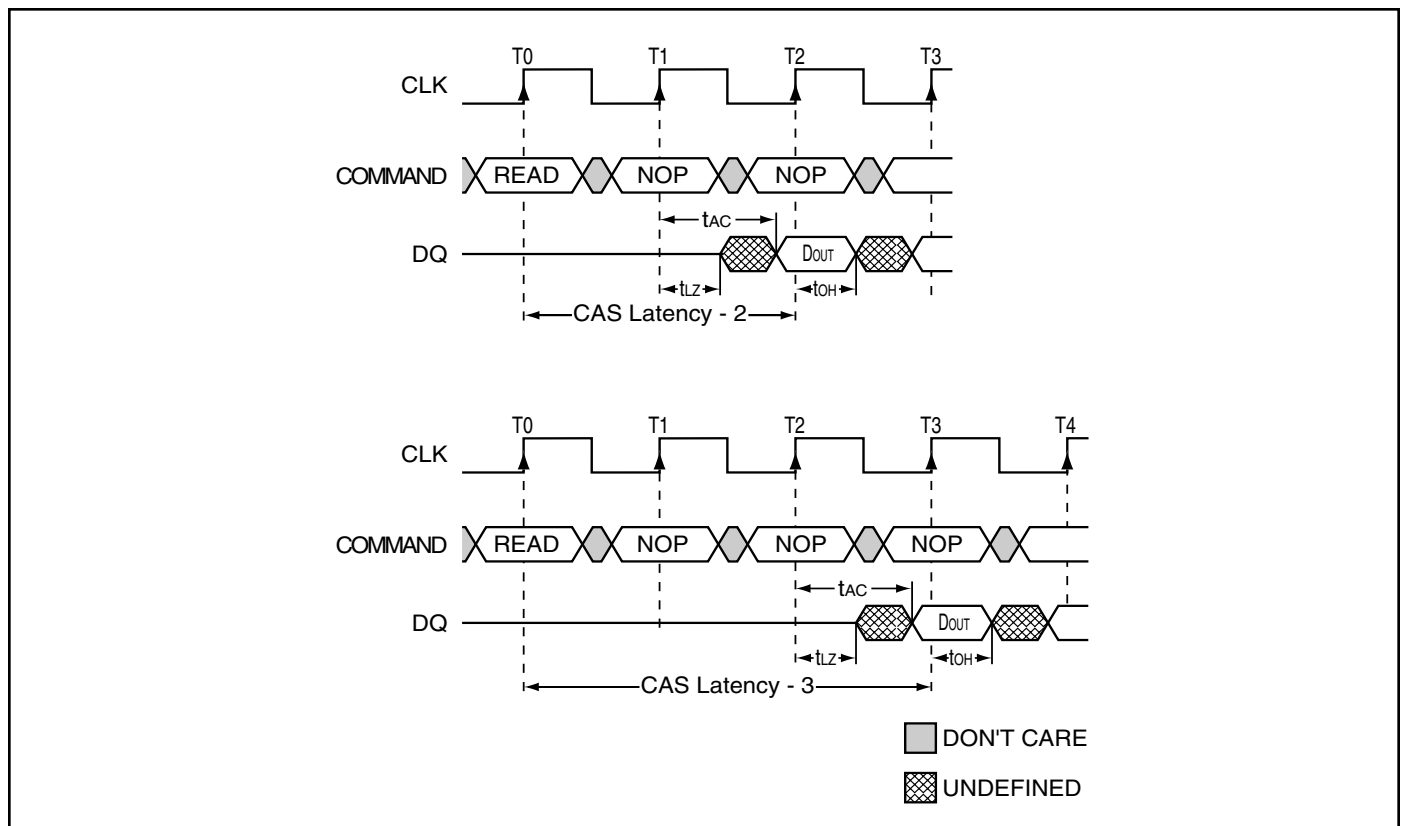 T0 T1 T2 T3
CLK
COMMAND READ NOP NOP
tAC
DQ DOUT
tLZ tOH
CAS Latency - 2
T0 T1 T2 T3 T4
CLK
COMMAND READ NOP NOP NOP
tAC
DQ DOUT
tLZ tOH
CAS Latency - 3
DON'T CARE
UNDEFINED